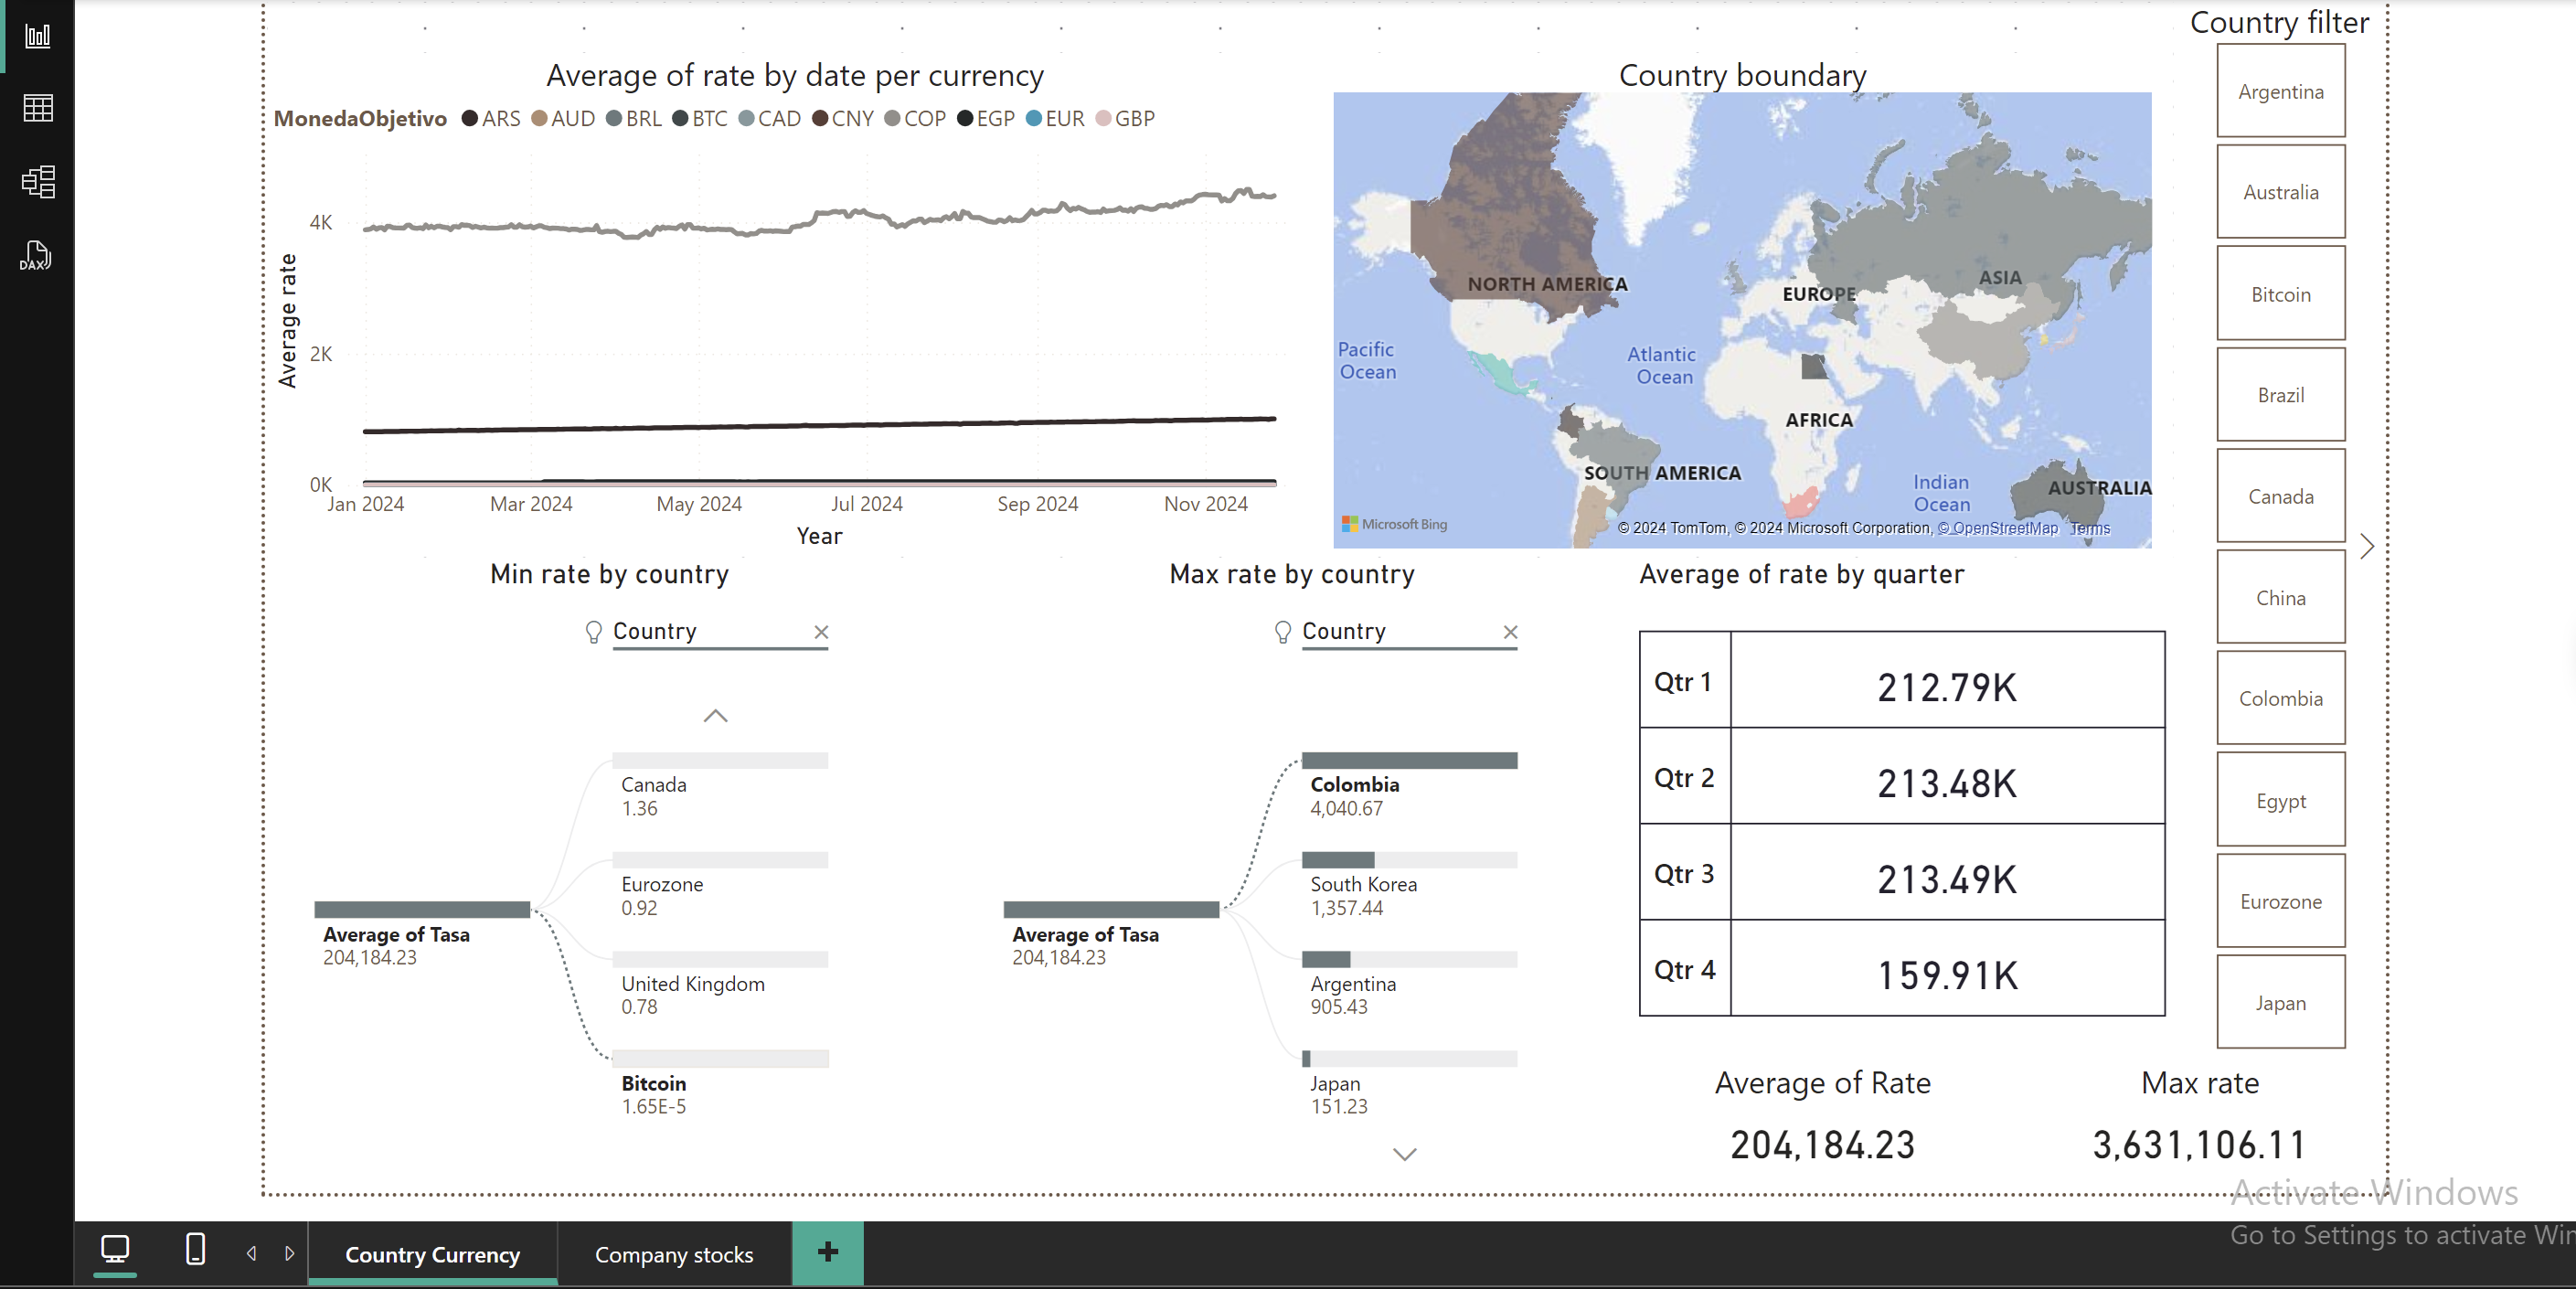 Country filter
Average of rate by date per currency
MonedaObjetivo ARS AUD BRL BTC CAD CNY COP EGP EUR GBP
Average rate
4K
2K
0K
Jan 2024 Mar 2024 May 2024 Jul 2024 Sep 2024 Nov 2024
Year
Country boundary
NORTH AMERICA
EUROPE
ASIA
Pacific
Ocean
Atlantic
Ocean
AFRICA
SOUTH AMERICA
Indian
Ocean
AUSTRALIA
Microsoft Bing
© 2024 TomTom, © 2024 Microsoft Corporation, © OpenStreetMap Terms
Argentina
Australia
Bitcoin
Brazil
Canada
China
Colombia
Egypt
Eurozone
Japan
Min rate by country
Country
Average of Tasa
204,184.23
Canada
1.36
Eurozone
0.92
United Kingdom
0.78
Bitcoin
1.65E-5
Max rate by country
Country
Average of Tasa
204,184.23
Colombia
4,040.67
South Korea
1,357.44
Argentina
905.43
Japan
151.23
Average of rate by quarter
Qtr 1 212.79K
Qtr 2 213.48K
Qtr 3 213.49K
Qtr 4 159.91K
Average of Rate
204,184.23
Max rate
3,631,106.11
Activate Windows
Go to Settings to activate Win
DAX
Country Currency
Company stocks